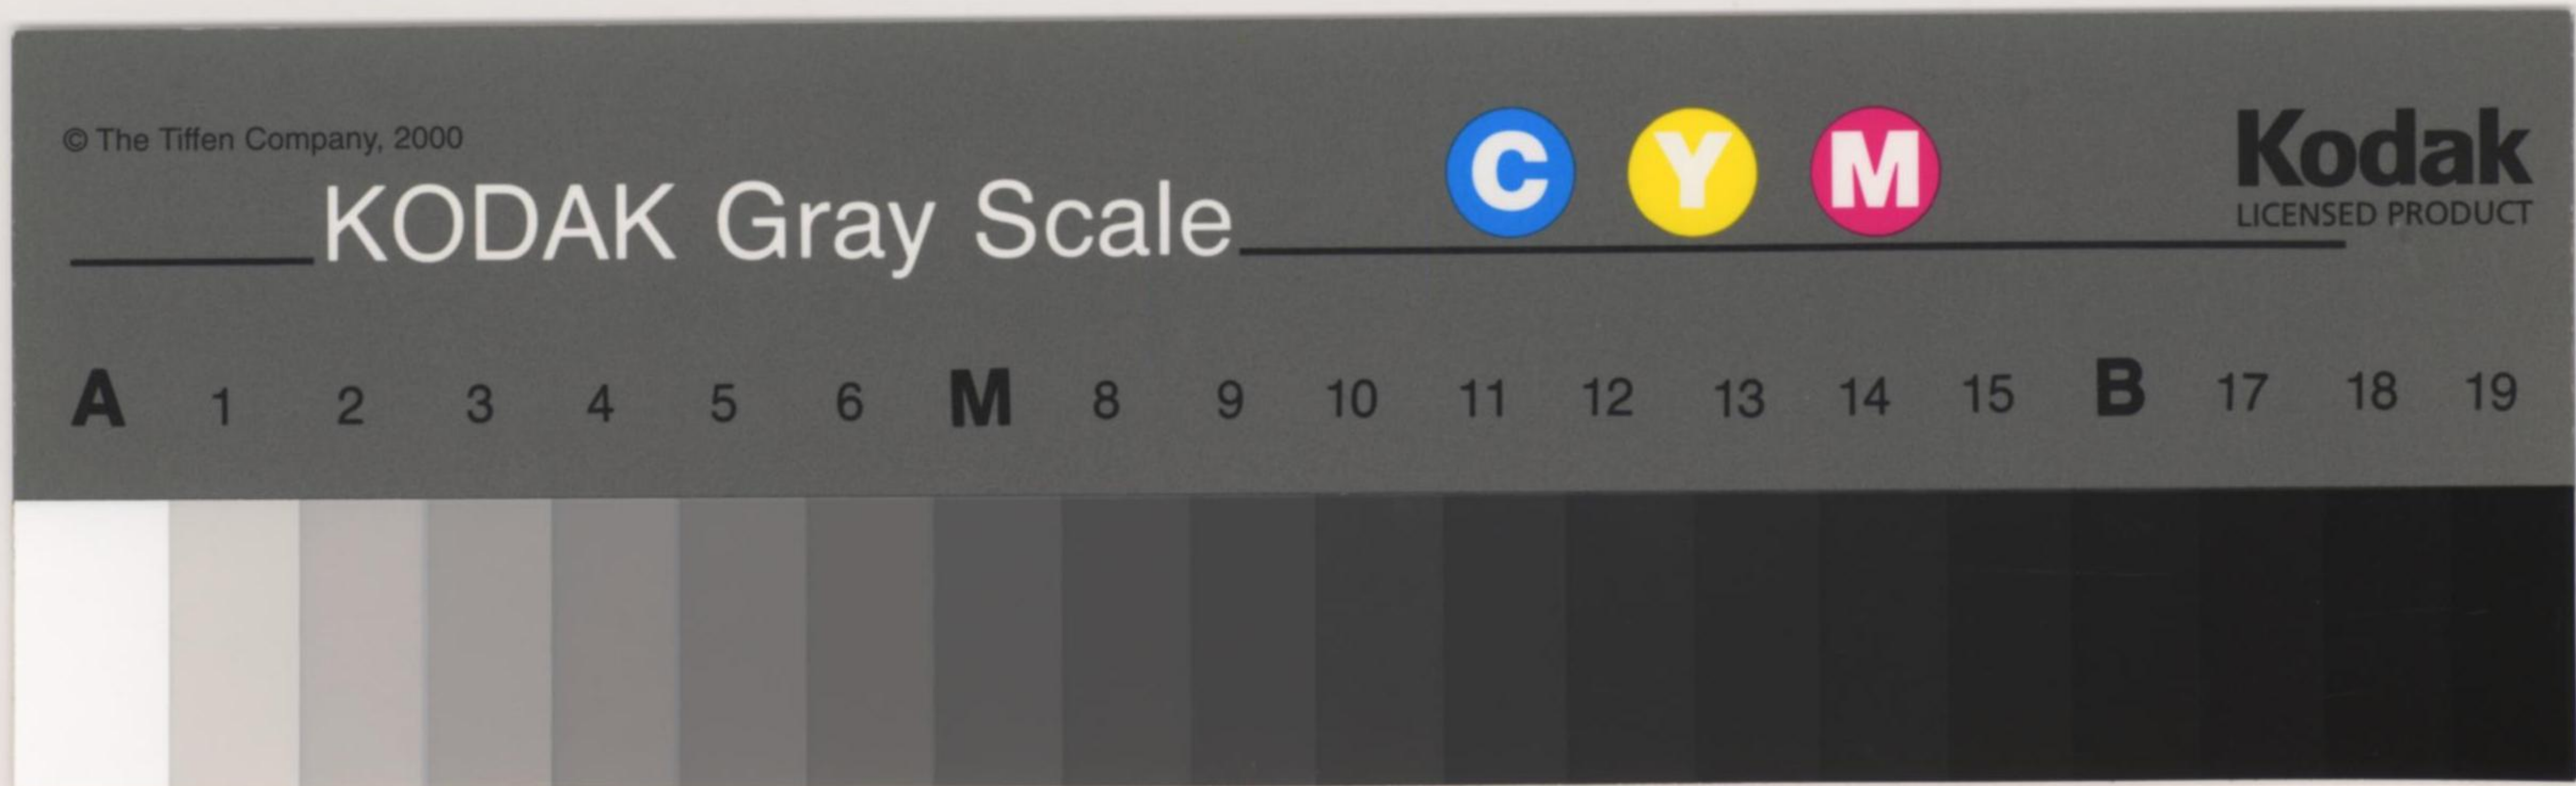 © The Tiffen Company, 2000
KODAK Gray Scale
C Y M
Kodak
LICENSED PRODUCT
A 1 2 3 4 5 6 M 8 9 10 11 12 13 14 15 B 17 18 19